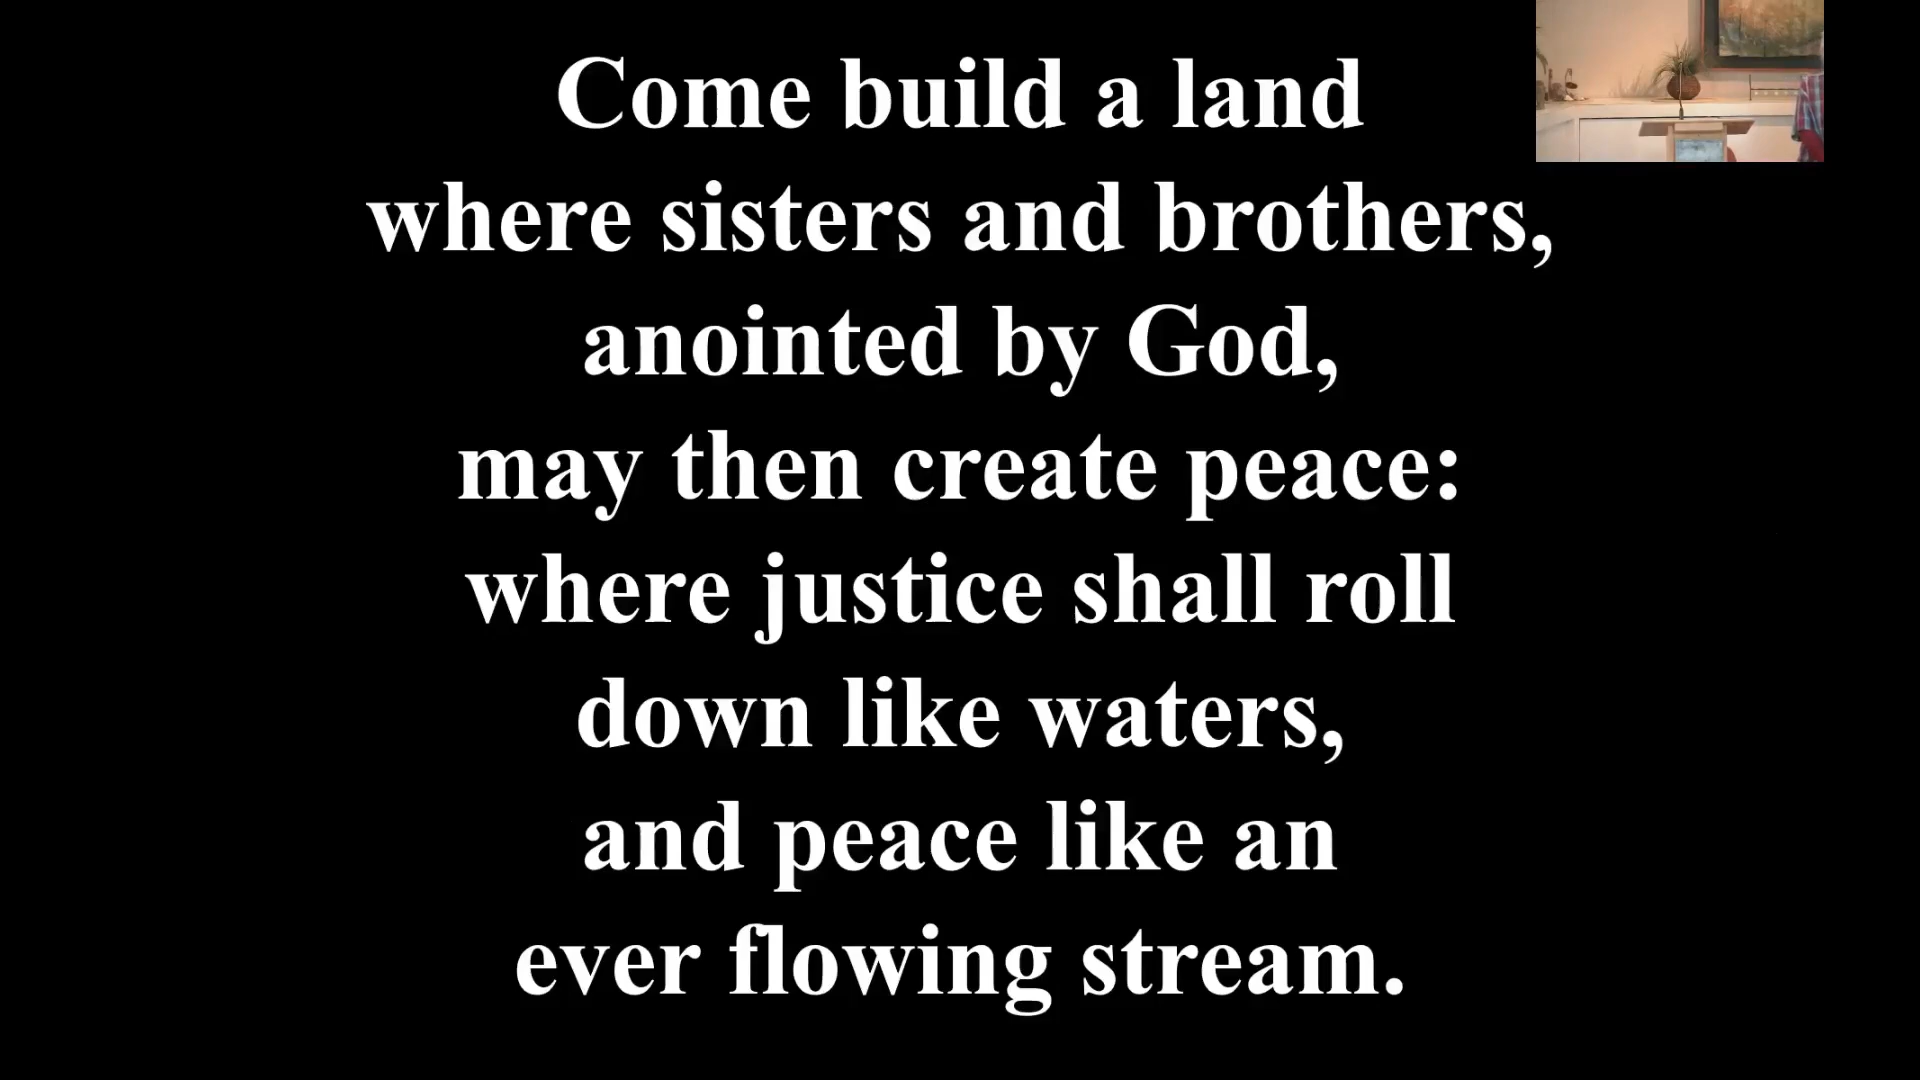 Come build a land
where sisters and brothers,
anointed by God,
may then create peace:
where justice shall roll
down like waters,
and peace like an
ever flowing stream.